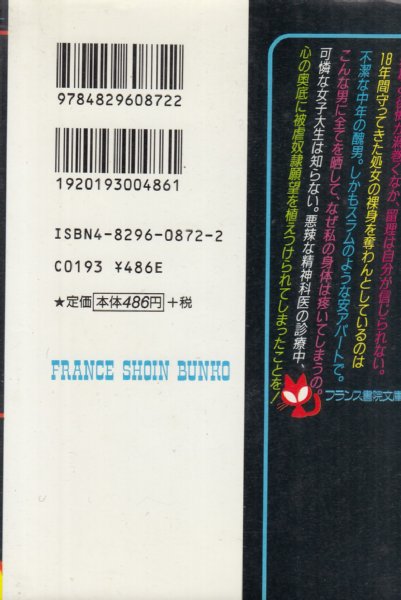 渦巻くなか、留理は自分が信じられない。
18年間守ってきた処女の裸身を奪わんとしているのは
不潔な中年の醜男。しかもスラムのような安アパートで。
こんな男に全てを晒して、なぜ私の身体は疼いてしまうの。
可憐な女子大生は知らない。悪辣な精神科医の診療中、
心の奥底に被虐奴隷願望を植えつけられてしまったことを!
フランス書院文庫
9784829608722
1920193004861
ISBN4-8296-0872-2
C0193 ¥486E
★定価 本体486円 +税
FRANCE SHOIN BUNKO